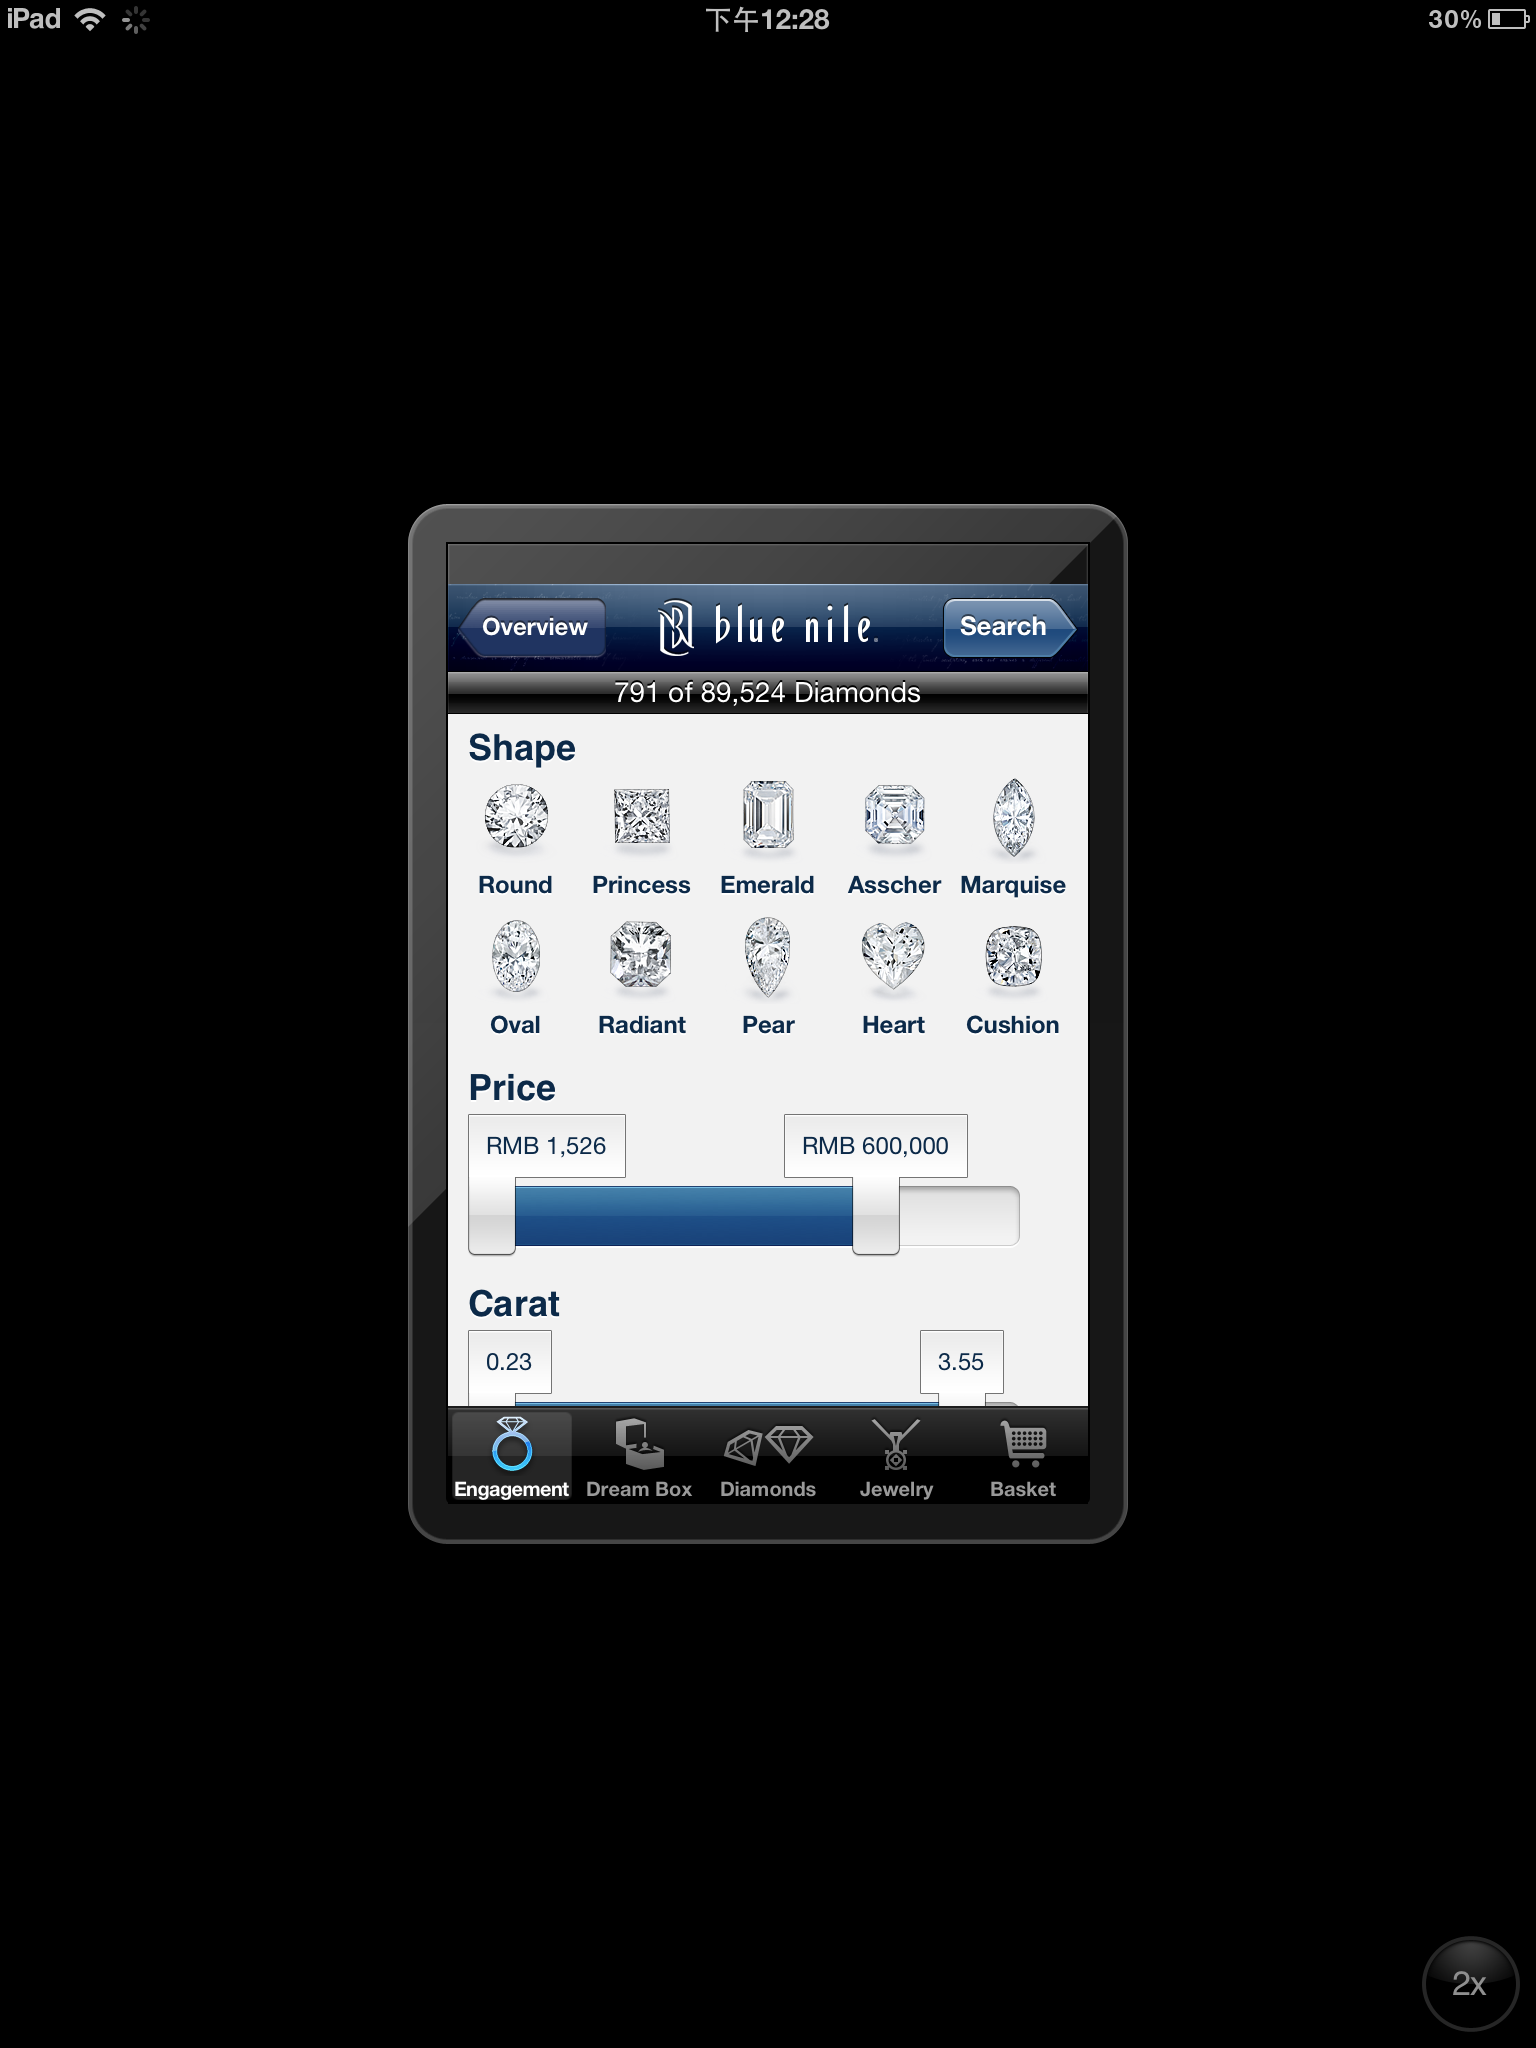 iPad 下午12:28 30%
Overview blue nile. Search
791 of 89,524 Diamonds
Shape
Round Princess Emerald Asscher Marquise
Oval Radiant Pear Heart Cushion
Price
RMB 1,526 RMB 600,000
Carat
0.23 3.55
Engagement Dream Box Diamonds Jewelry Basket
2x